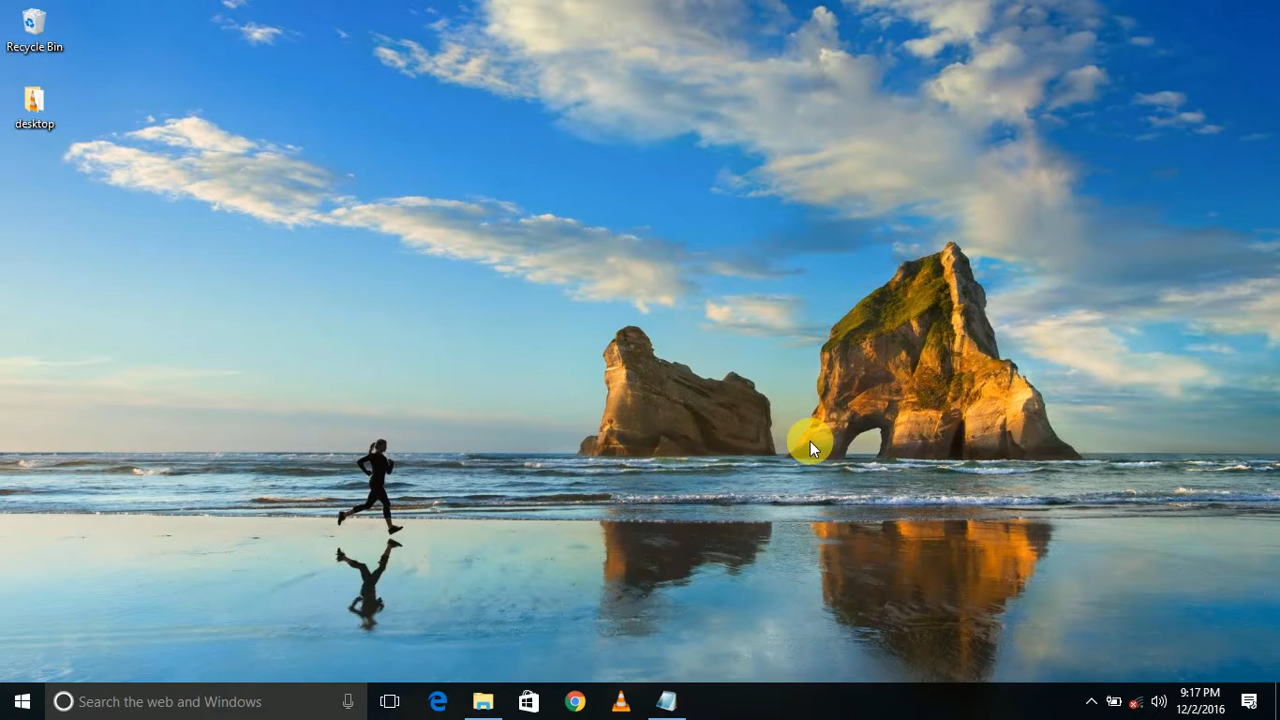 Recycle Bin
desktop
Search the web and Windows
9:17 PM
12/2/2016